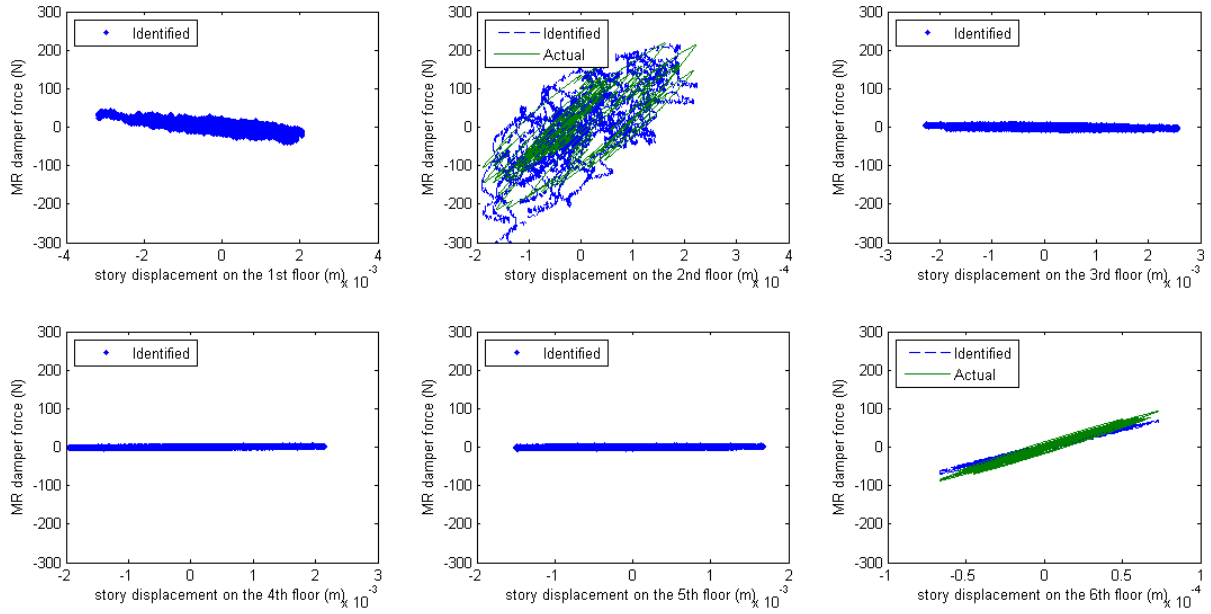 300
200
100
0
-100
-200
-300
MR damper force (N)
Identified
-4
-2
0
2
4
story displacement on the 1st floor (m)
x 10^-3
300
200
100
0
-100
-200
-300
MR damper force (N)
Identified
Actual
-2
-1
0
1
2
3
4
story displacement on the 2nd floor (m)
x 10^-4
300
200
100
0
-100
-200
-300
MR damper force (N)
Identified
-3
-2
-1
0
1
2
3
story displacement on the 3rd floor (m)
x 10^-3
300
200
100
0
-100
-200
-300
MR damper force (N)
Identified
-2
-1
0
1
2
3
story displacement on the 4th floor (m)
x 10^-3
300
200
100
0
-100
-200
-300
MR damper force (N)
Identified
-2
-1
0
1
2
story displacement on the 5th floor (m)
x 10^-3
300
200
100
0
-100
-200
-300
MR damper force (N)
Identified
Actual
-1
-0.5
0
0.5
1
story displacement on the 6th floor (m)
x 10^-4